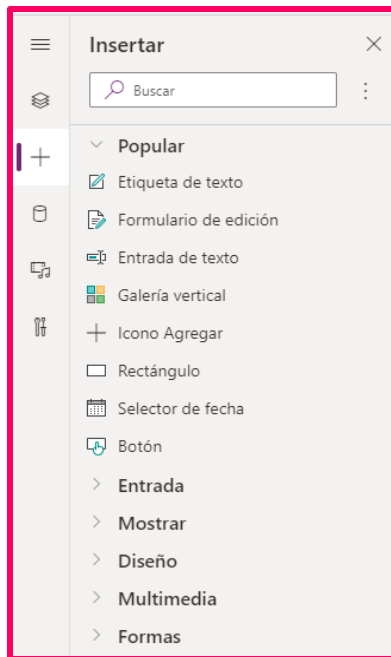 Insertar
Buscar
Popular
Etiqueta de texto
Formulario de edición
Entrada de texto
Galería vertical
Icono Agregar
Rectángulo
Selector de fecha
Botón
Entrada
Mostrar
Diseño
Multimedia
Formas